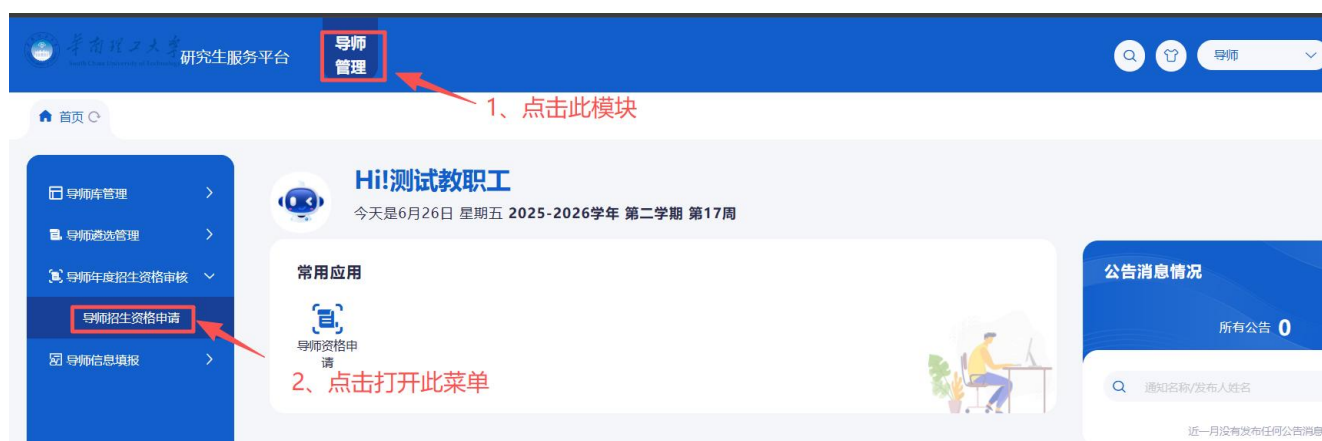 华南理工大学
研究生服务平台
导师
管理
导师
1、点击此模块
首页
导师库管理
导师遴选管理
导师年度招生资格审核
导师招生资格申请
导师信息填报
Hi!测试教职工
今天是6月26日 星期五 2025-2026学年 第二学期 第17周
常用应用
导师资格申
请
2、点击打开此菜单
公告消息情况
所有公告 0
通知名称/发布人姓名
近一月没有发布任何公告消息